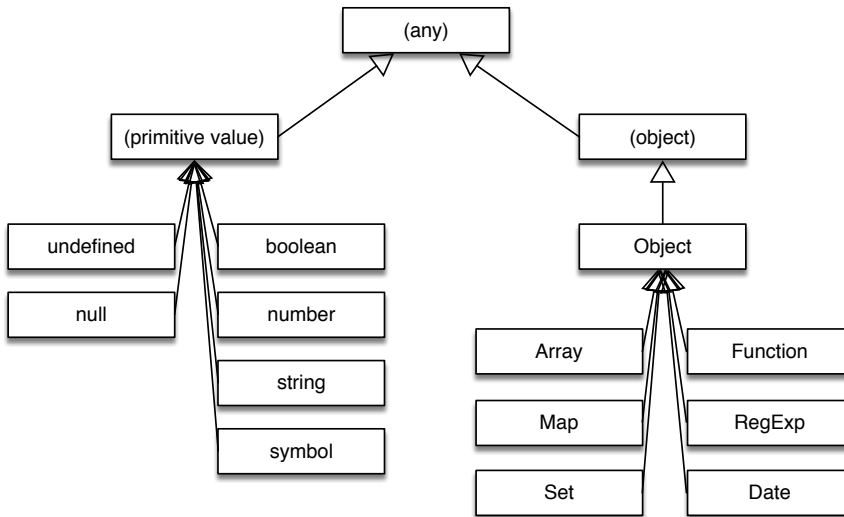 (any)
(primitive value)
(object)
undefined
boolean
Object
null
number
Array
Function
string
Map
RegExp
symbol
Set
Date